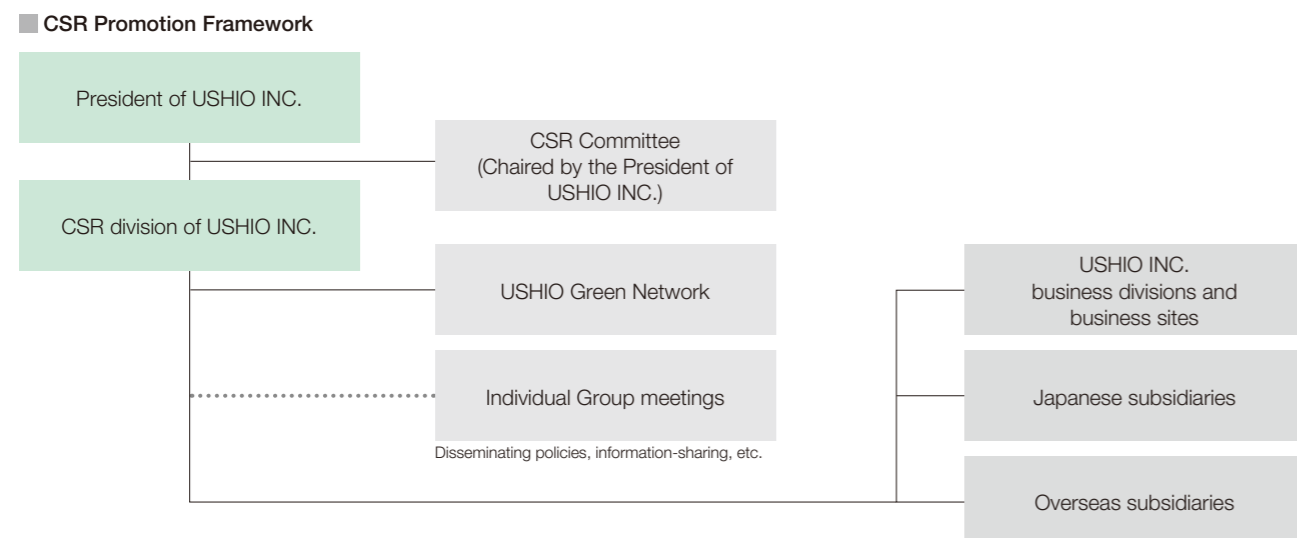 CSR Promotion Framework
President of USHIO INC.
CSR Committee
(Chaired by the President of
USHIO INC.)
CSR division of USHIO INC.
USHIO Green Network
USHIO INC.
business divisions and
business sites
Individual Group meetings
Disseminating policies, information-sharing, etc.
Japanese subsidiaries
Overseas subsidiaries